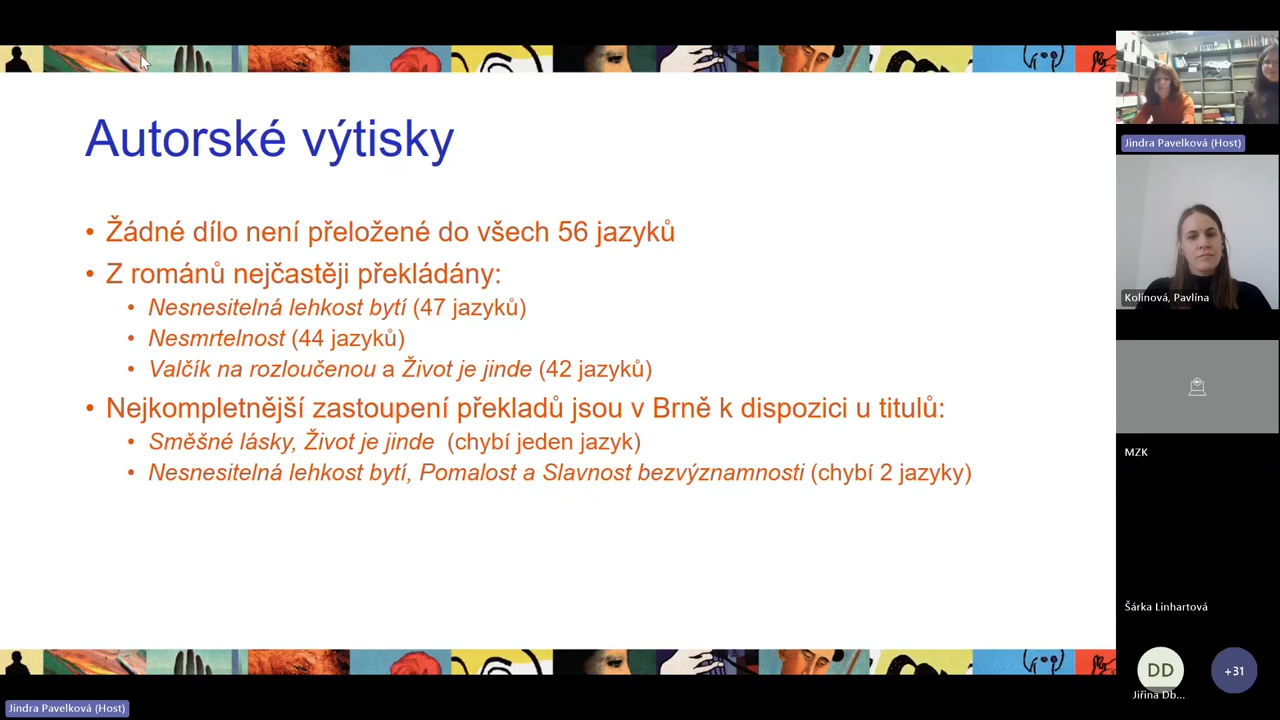 Autorské výtisky
• Žádné dílo není přeložené do všech 56 jazyků
• Z románů nejčastěji překládány:
• Nesnesitelná lehkost bytí (47 jazyků)
• Nesmrtelnost (44 jazyků)
• Valčík na rozloučenou a Život je jinde (42 jazyků)
• Nejkompletnější zastoupení překladů jsou v Brně k dispozici u titulů:
• Směšné lásky, Život je jinde (chybí jeden jazyk)
• Nesnesitelná lehkost bytí, Pomalost a Slavnost bezvýznamnosti (chybí 2 jazyky)
Jindra Pavelková (Host)
Kolínová, Pavlína
MZK
Šárka Linhartová
DD
+31
Jiřina Db...
Jindra Pavelková (Host)